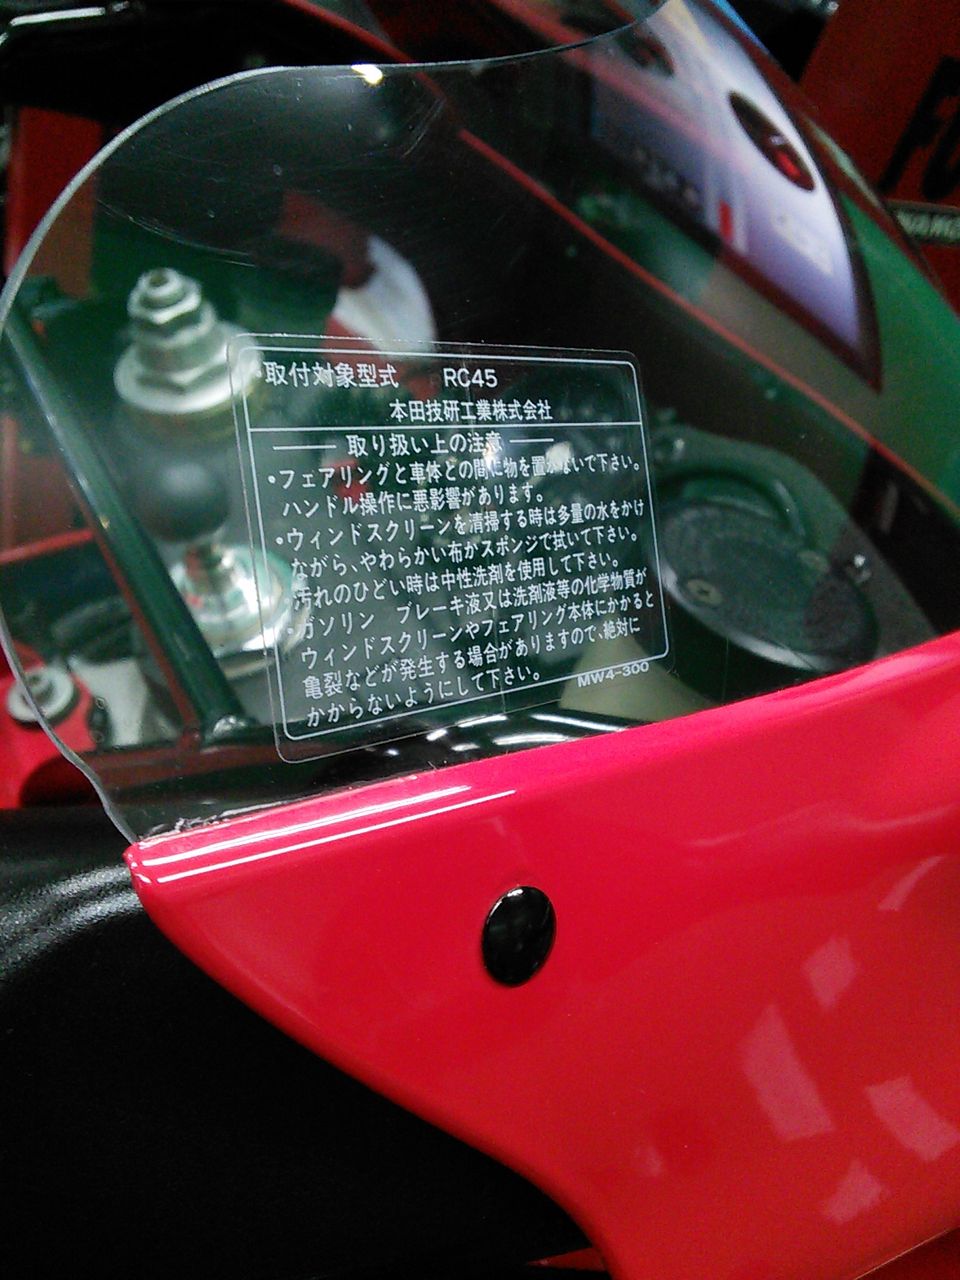 取付対象型式 RC45
本田技研工業株式会社
取り扱い上の注意
・フェアリングと車体との間に物を置かないで下さい。
ハンドル操作に悪影響があります。
・ウィンドスクリーンを清掃する時は多量の水をかけ
ながら、やわらかい布かスポンジで拭いて下さい。
汚れのひどい時は中性洗剤を使用して下さい。
・ガソリン ブレーキ液又は洗剤液等の化学物質が
ウィンドスクリーンやフェアリング本体にかかると
亀裂などが発生する場合がありますので、絶対に
かからないようにして下さい。
MW4-300